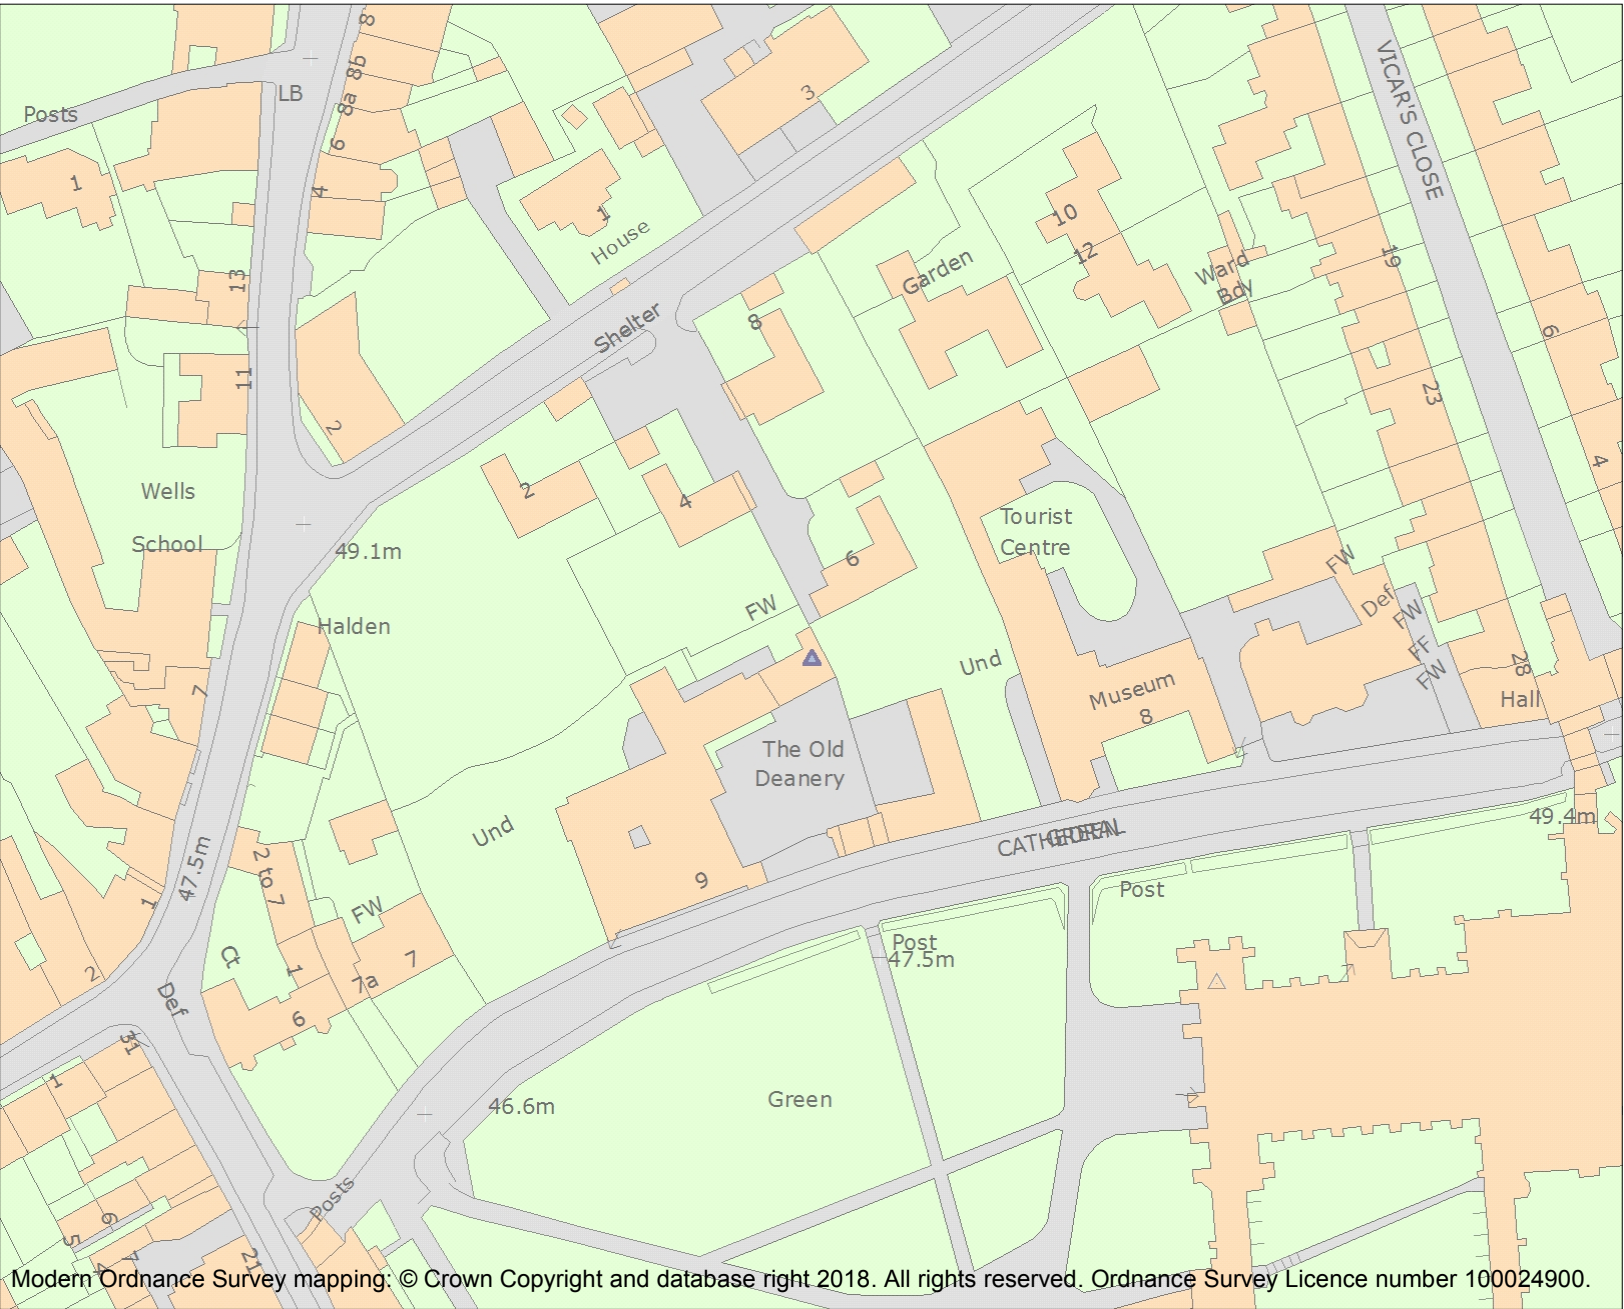 8
8b
8a
6
4
LB
Posts
1
3
1
House
VICAR'S CLOSE
10
12
Garden
Ward
Bdy
19
13
Shelter
8
6
11
2
23
Wells
School
2
4
4
Tourist
Centre
49.1m
6
FW
FW
Halden
Def
FW
FF
FW
Und
28
7
Museum
8
Hall
The Old
Deanery
Und
CATHEDRAL
GREEN
49.4m
47.5m
2 to 7
9
Post
1
FW
Ct
Post
47.5m
2
1
7a
7
Def
6
31
1
46.6m
Green
Posts
6
5
7
4
21
Modern Ordnance Survey mapping: © Crown Copyright and database right 2018. All rights reserved. Ordnance Survey Licence number 100024900.